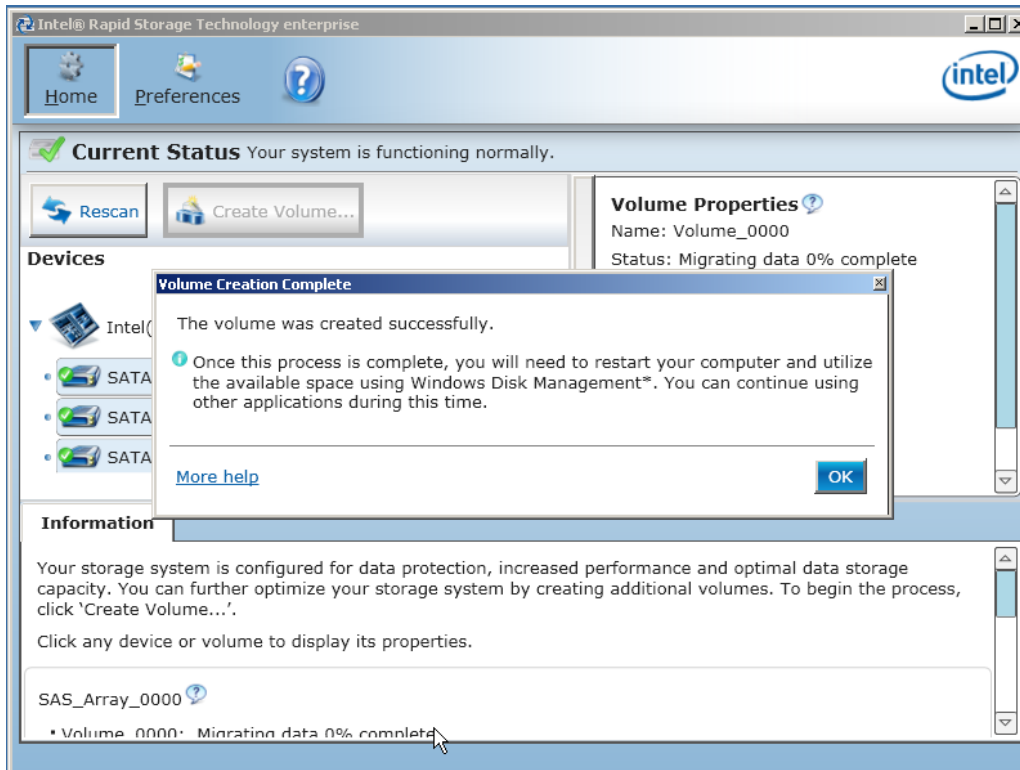 Intel® Rapid Storage Technology enterprise
Home
Preferences
intel
Current Status Your system is functioning normally.
Rescan
Create Volume...
Volume Properties
Name: Volume_0000
Status: Migrating data 0% complete
Devices
Intel(
SATA
SATA
SATA
Volume Creation Complete
The volume was created successfully.
Once this process is complete, you will need to restart your computer and utilize
the available space using Windows Disk Management*. You can continue using
other applications during this time.
More help
OK
Information
Your storage system is configured for data protection, increased performance and optimal data storage
capacity. You can further optimize your storage system by creating additional volumes. To begin the process,
click ‘Create Volume...’.
Click any device or volume to display its properties.
SAS_Array_0000
• Volume_0000: Migrating data 0% complete